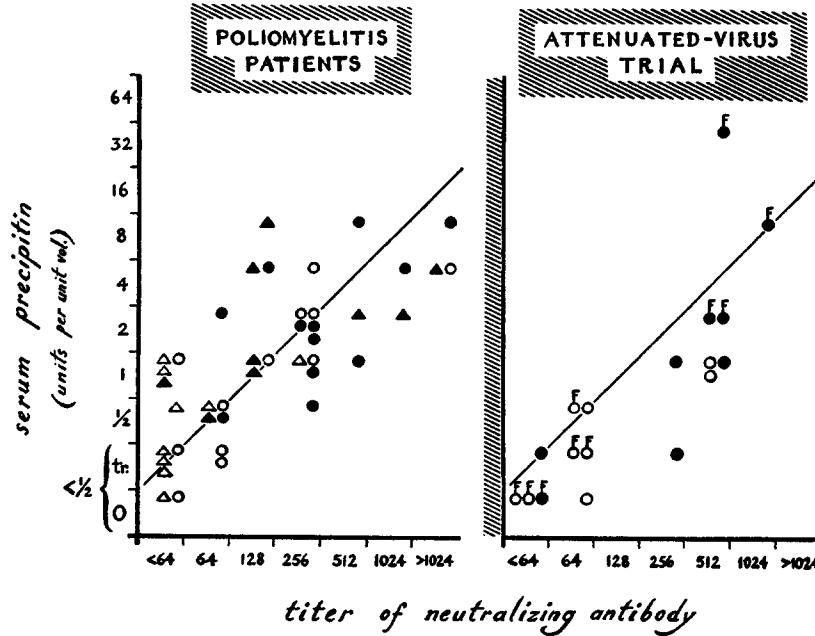 POLIOMYELITIS
PATIENTS
ATTENUATED-VIRUS
TRIAL
serum precipitin
(units per unit vol.)
64
32
16
8
4
2
1
½
<½
tr.
0
<64 64 128 256 512 1024 >1024
F
F
F F
F
F F
F F F
<64 64 128 256 512 1024 >1024
titer of neutralizing antibody